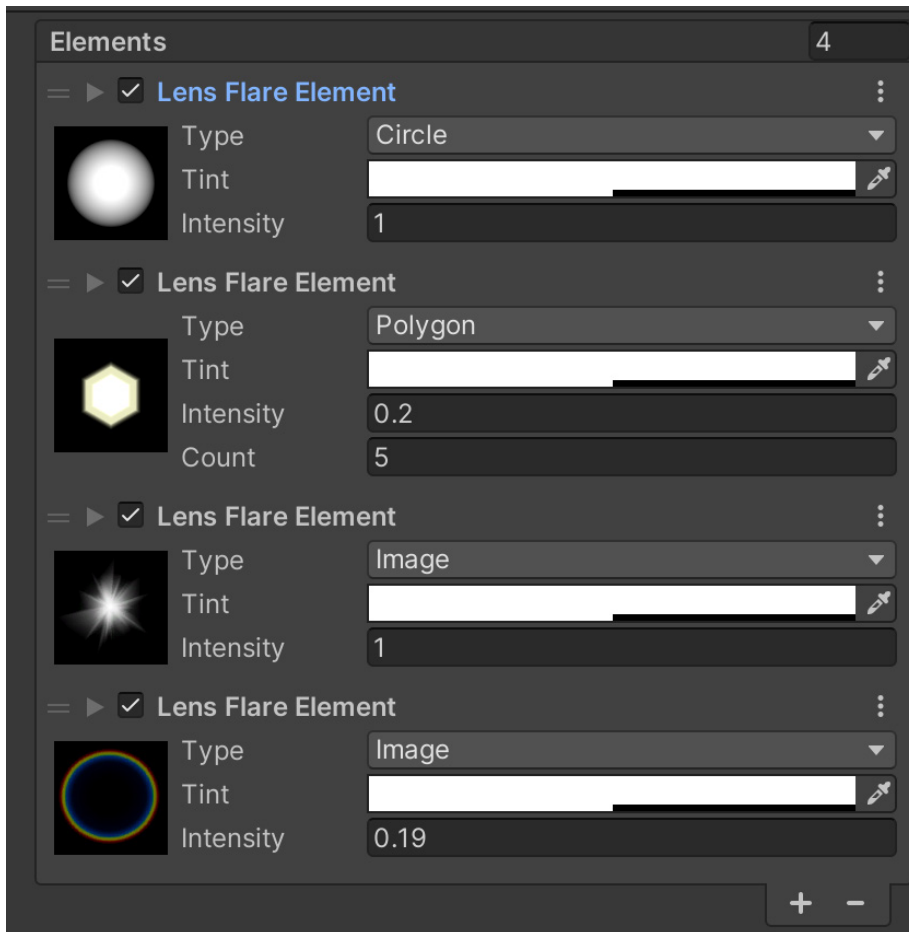 Elements 4
Lens Flare Element
Type Circle
Tint
Intensity 1
Lens Flare Element
Type Polygon
Tint
Intensity 0.2
Count 5
Lens Flare Element
Type Image
Tint
Intensity 1
Lens Flare Element
Type Image
Tint
Intensity 0.19